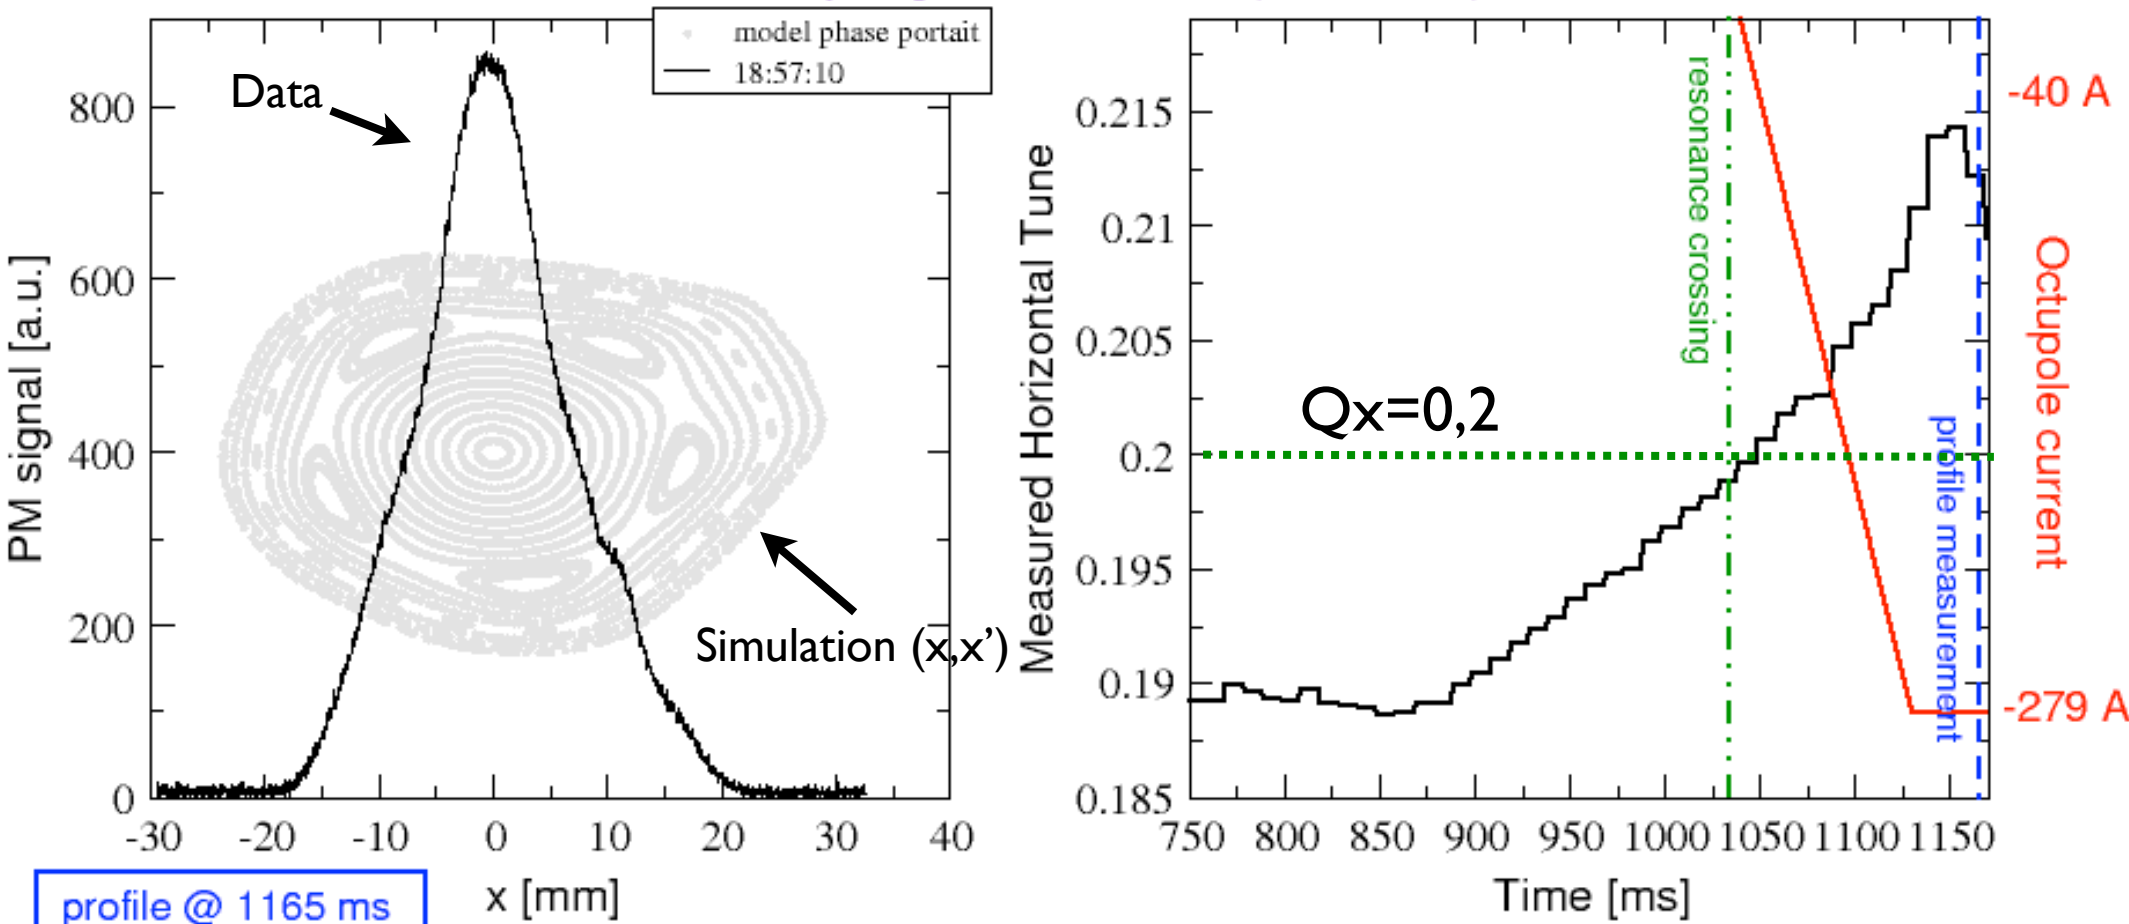 model phase portait
18:57:10
Data
Simulation (x,x')
PM signal [a.u.]
800
600
400
200
0
-30 -20 -10 0 10 20 30 40
x [mm]
profile @ 1165 ms
Measured Horizontal Tune
0.215
0.21
0.205
0.2
0.195
0.19
0.185
resonance crossing
Qx=0,2
profile measurement
-40 A
Octupole current
-279 A
750 800 850 900 950 1000 1050 1100 1150
Time [ms]